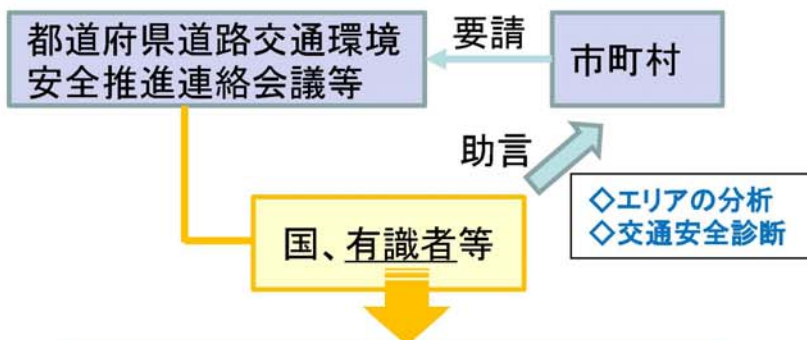 都道府県道路交通環境
安全推進連絡会議等
要請
市町村
助言
◇エリアの分析
◇交通安全診断
国、有識者等